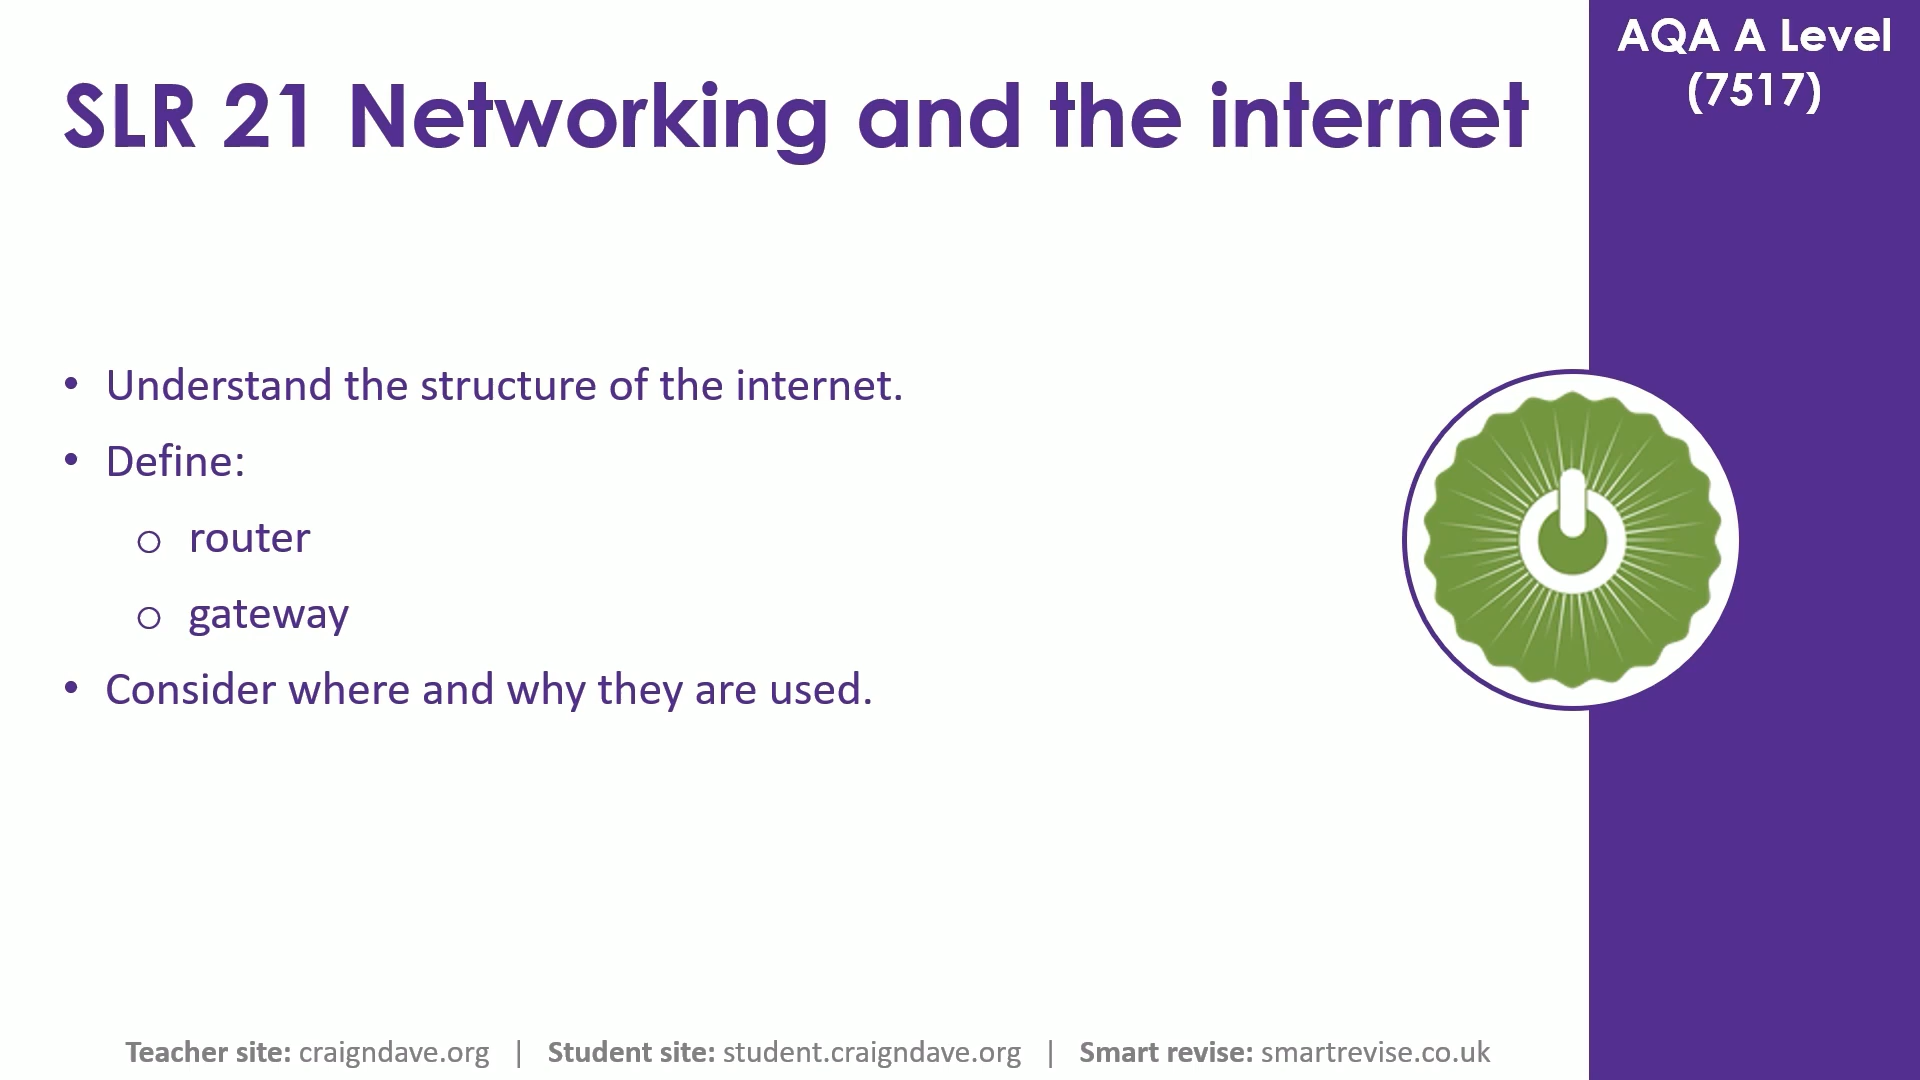 SLR 21 Networking and the internet
AQA A Level
(7517)
• Understand the structure of the internet.
• Define:
o router
o gateway
• Consider where and why they are used.
Teacher site: craigndave.org | Student site: student.craigndave.org | Smart revise: smartrevise.co.uk